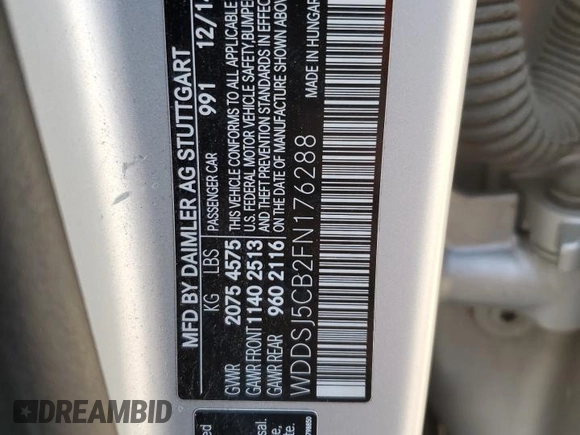 MFD BY DAIMLER AG STUTTGART
991 12/14
KG LBS PASSENGER CAR
GVWR 2075 4575
GAWR FRONT 1140 2513
GAWR REAR 960 2116
THIS VEHICLE CONFORMS TO ALL APPLICABLE
U.S. FEDERAL MOTOR VEHICLE SAFETY, BUMPER
AND THEFT PREVENTION STANDARDS IN EFFECT
ON THE DATE OF MANUFACTURE SHOWN ABOVE
WDDSJ5CB2FN176288
MADE IN HUNGARY
DREAMBID